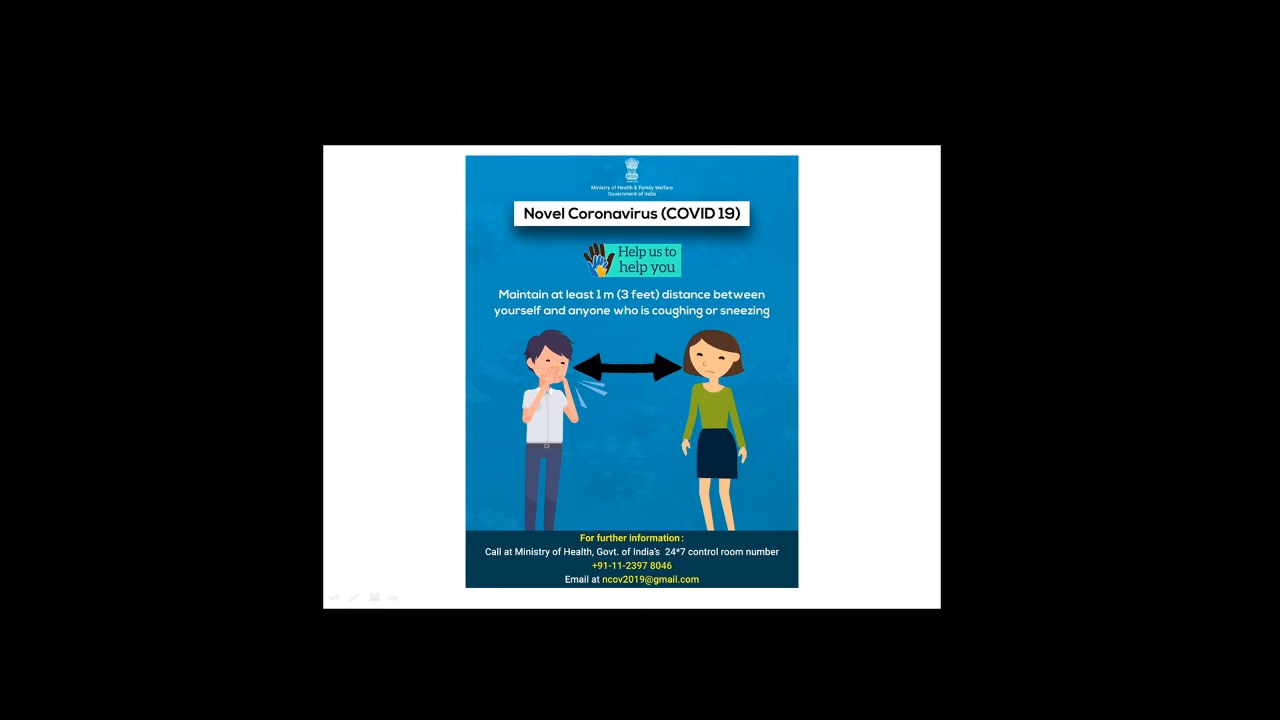 Ministry of Health & Family Welfare
Government of India
Novel Coronavirus (COVID 19)
Help us to
help you
Maintain at least 1 m (3 feet) distance between
yourself and anyone who is coughing or sneezing
For further information :
Call at Ministry of Health, Govt. of India's 24*7 control room number
+91-11-2397 8046
Email at ncov2019@gmail.com